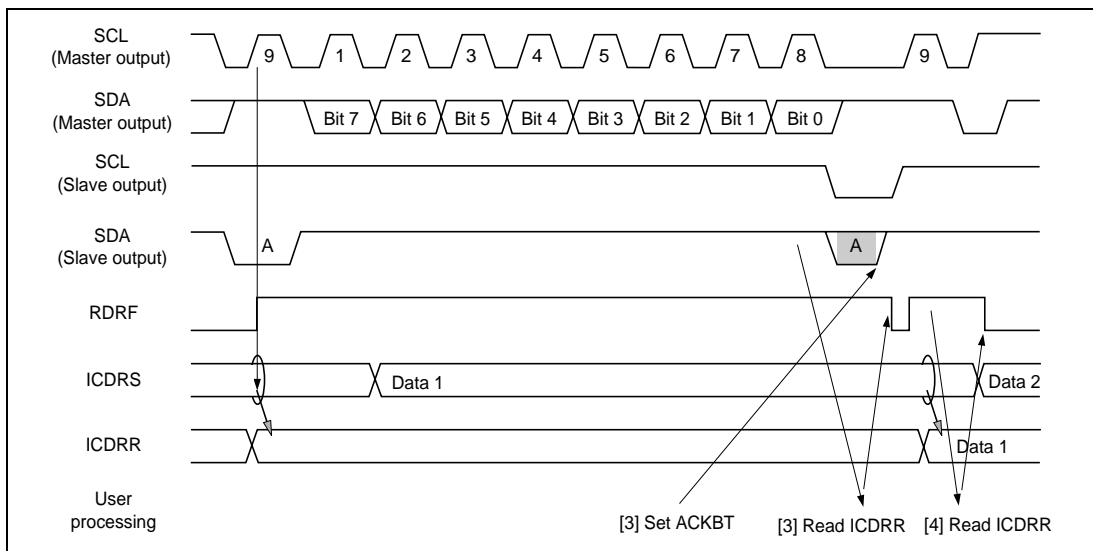 SCL
(Master output)
9 1 2 3 4 5 6 7 8 9
SDA
(Master output)
Bit 7 Bit 6 Bit 5 Bit 4 Bit 3 Bit 2 Bit 1 Bit 0
SCL
(Slave output)
SDA
(Slave output)
A A
RDRF
ICDRS
Data 1 Data 2
ICDRR
Data 1
User
processing
[3] Set ACKBT [3] Read ICDRR [4] Read ICDRR